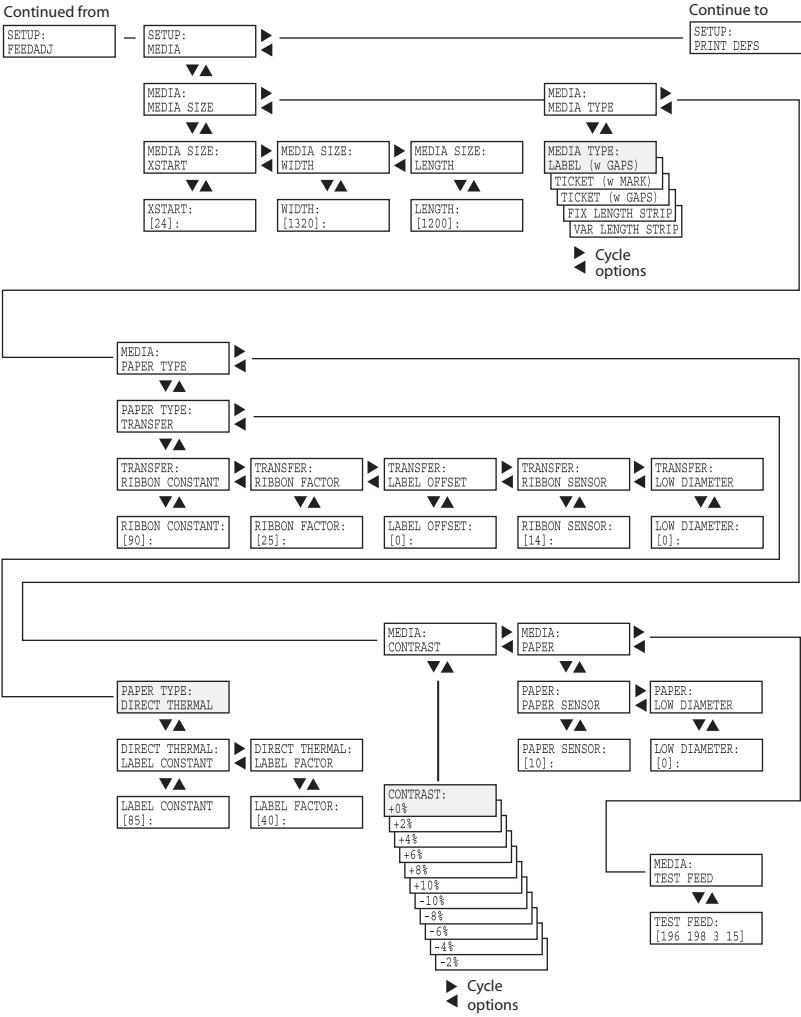 Continued from
Continue to
SETUP:
FEEDADJ
SETUP:
MEDIA
SETUP:
PRINT DEFS
MEDIA:
MEDIA SIZE
MEDIA:
MEDIA TYPE
MEDIA SIZE:
XSTART
MEDIA SIZE:
WIDTH
MEDIA SIZE:
LENGTH
MEDIA TYPE:
LABEL (w GAPS)
TICKET (w MARK)
TICKET (w GAPS)
FIX LENGTH STRIP
VAR LENGTH STRIP
XSTART:
[24]:
WIDTH:
[1320]:
LENGTH:
[1200]:
Cycle
options
MEDIA:
PAPER TYPE
PAPER TYPE:
TRANSFER
TRANSFER:
RIBBON CONSTANT
TRANSFER:
RIBBON FACTOR
TRANSFER:
LABEL OFFSET
TRANSFER:
RIBBON SENSOR
TRANSFER:
LOW DIAMETER
RIBBON CONSTANT:
[90]:
RIBBON FACTOR:
[25]:
LABEL OFFSET:
[0]:
RIBBON SENSOR:
[14]:
LOW DIAMETER:
[0]:
MEDIA:
CONTRAST
MEDIA:
PAPER
PAPER TYPE:
DIRECT THERMAL
PAPER:
PAPER SENSOR
PAPER:
LOW DIAMETER
DIRECT THERMAL:
LABEL CONSTANT
DIRECT THERMAL:
LABEL FACTOR
PAPER SENSOR:
[10]:
LOW DIAMETER:
[0]:
LABEL CONSTANT
[85]:
LABEL FACTOR:
[40]:
CONTRAST:
+0%
+2%
+4%
+6%
+8%
+10%
-10%
-8%
-6%
-4%
-2%
Cycle
options
MEDIA:
TEST FEED
TEST FEED:
[196 198 3 15]